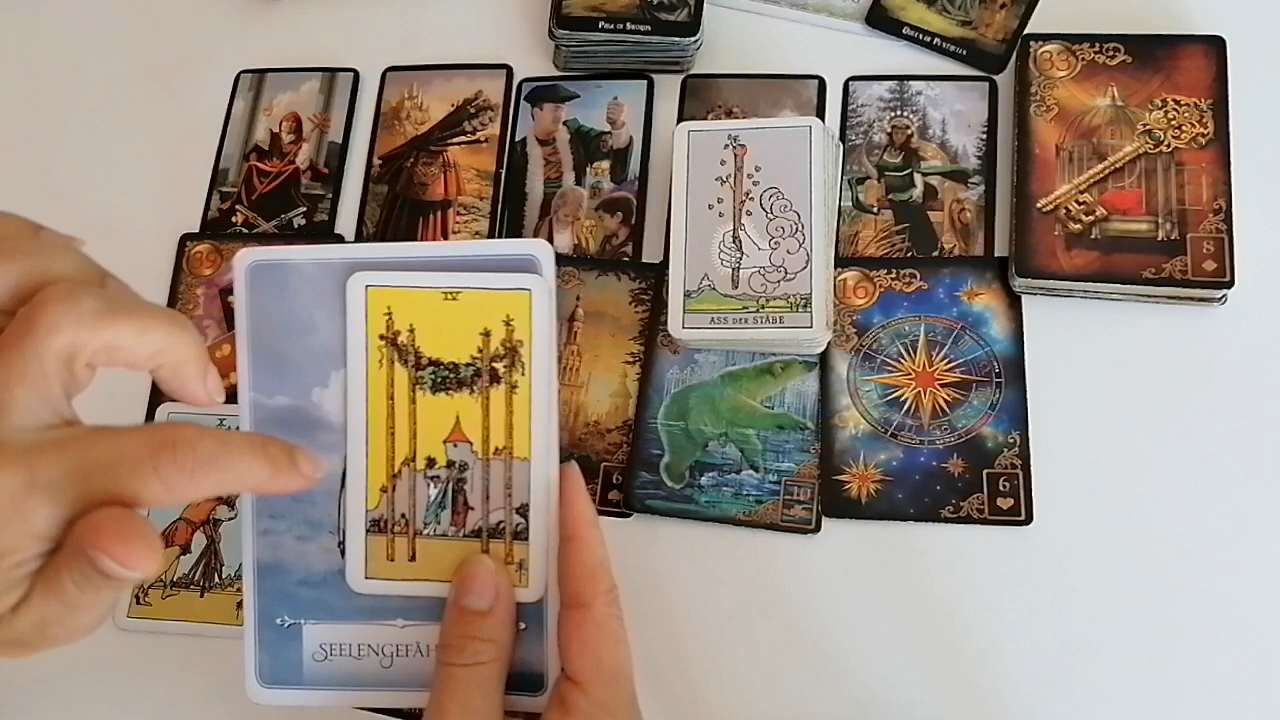 PAGE OF SWORDS
QUEEN OF PENTACLES
33
8
ASS DER STÄBE
39
16
IV
X
6
10
6
SEELENGEFÄH